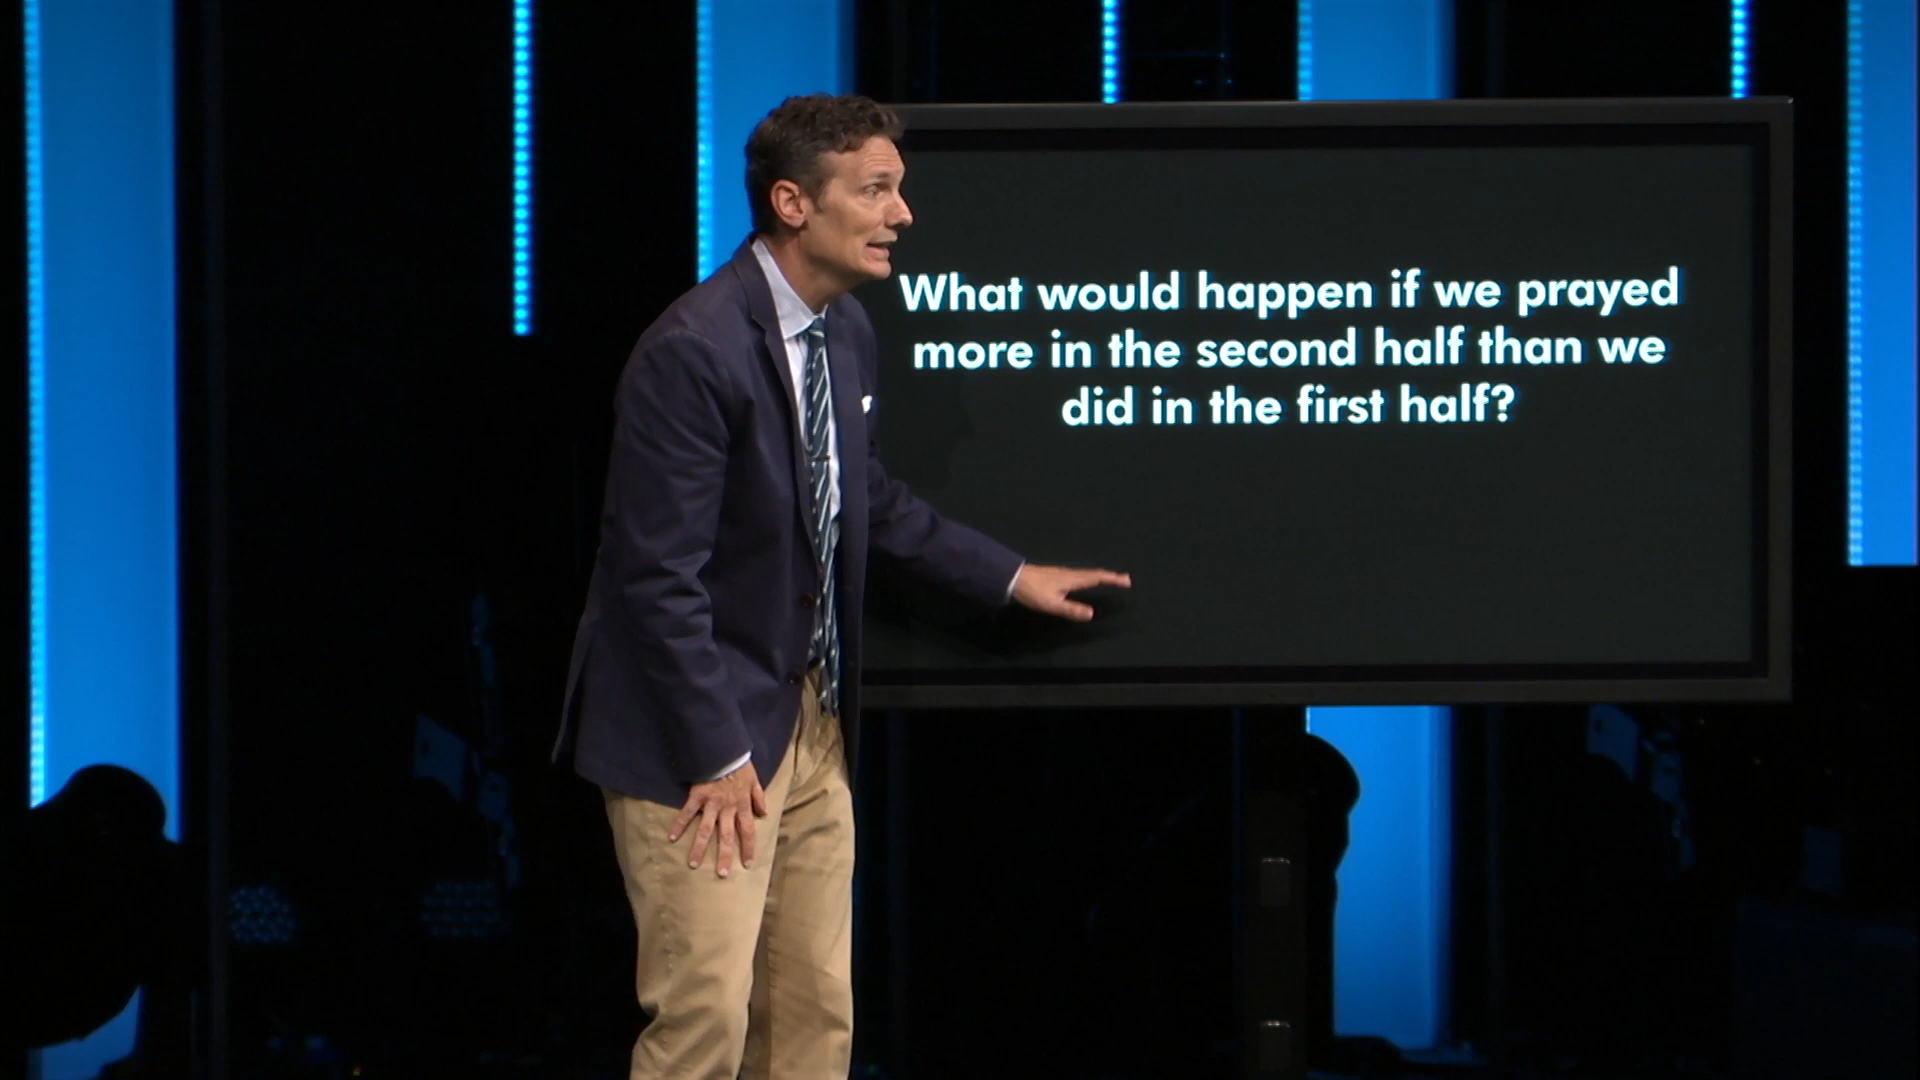 What would happen if we prayed
more in the second half than we
did in the first half?